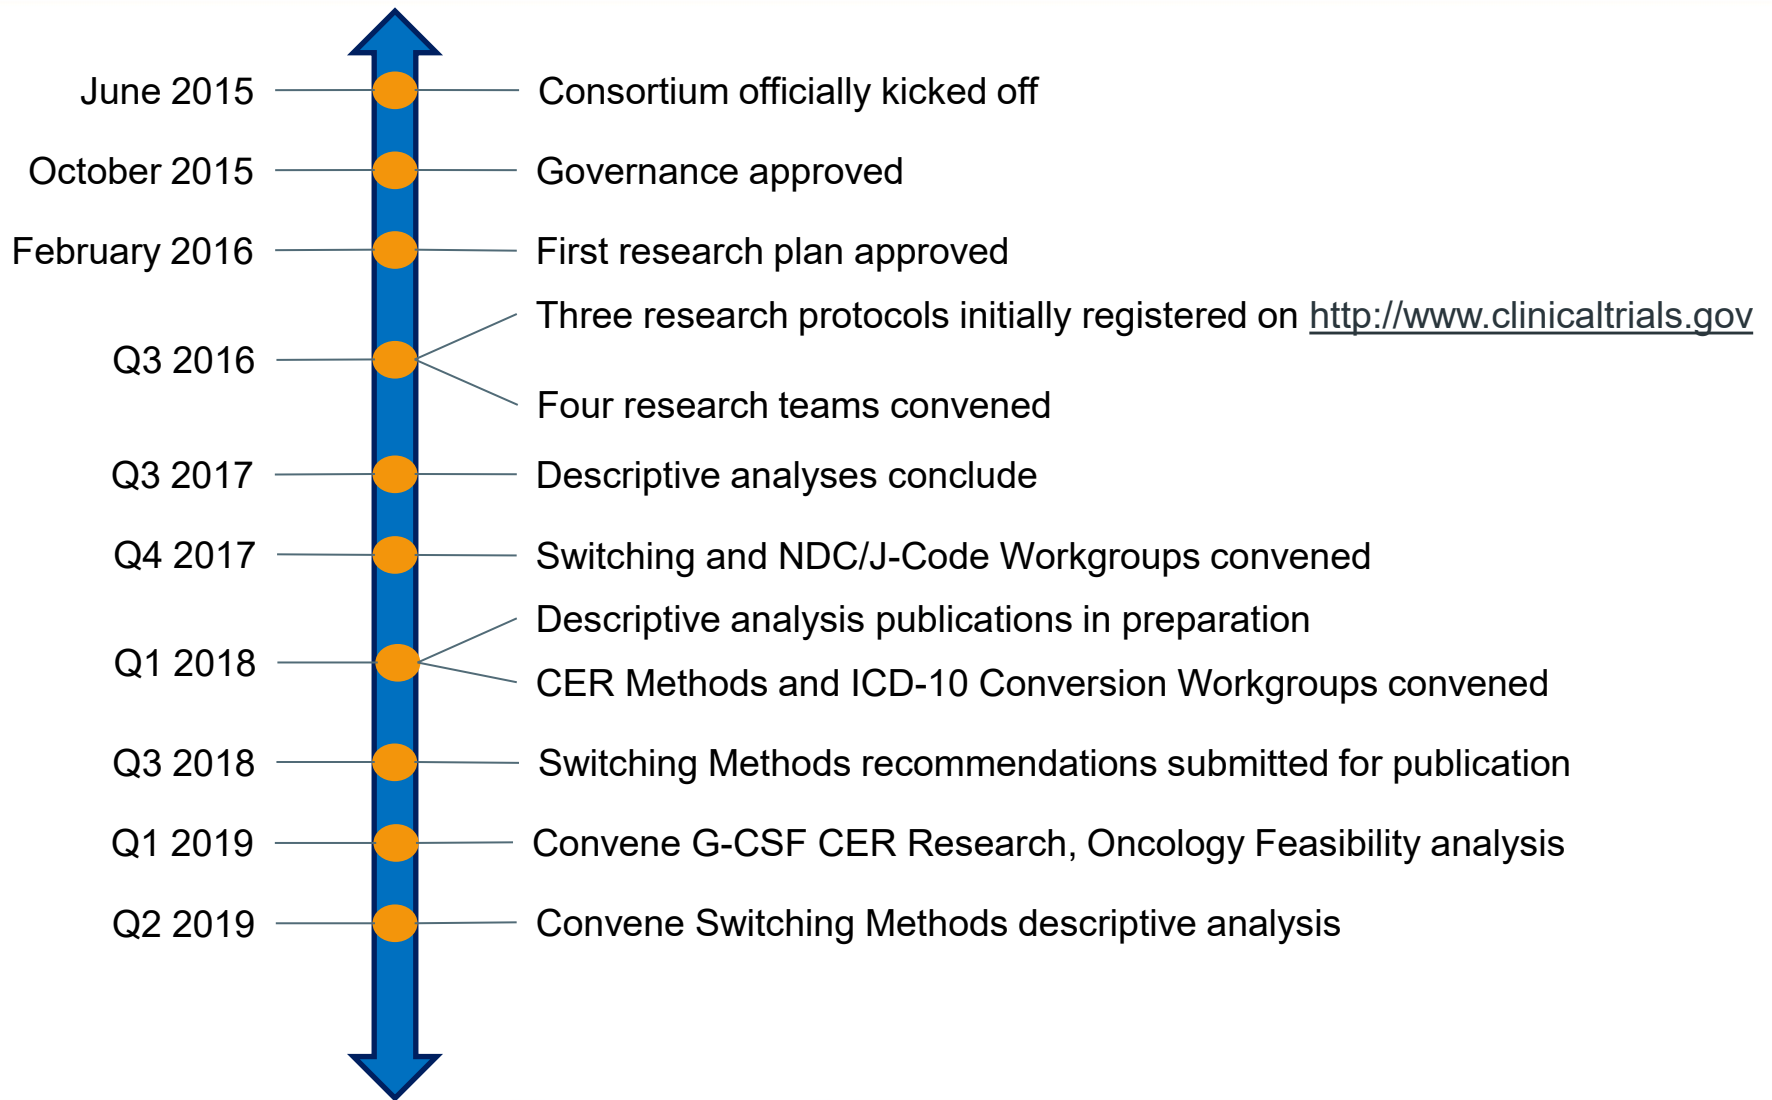 June 2015
Consortium officially kicked off
October 2015
Governance approved
February 2016
First research plan approved
Q3 2016
Three research protocols initially registered on http://www.clinicaltrials.gov
Four research teams convened
Q3 2017
Descriptive analyses conclude
Q4 2017
Switching and NDC/J-Code Workgroups convened
Q1 2018
Descriptive analysis publications in preparation
CER Methods and ICD-10 Conversion Workgroups convened
Q3 2018
Switching Methods recommendations submitted for publication
Q1 2019
Convene G-CSF CER Research, Oncology Feasibility analysis
Q2 2019
Convene Switching Methods descriptive analysis